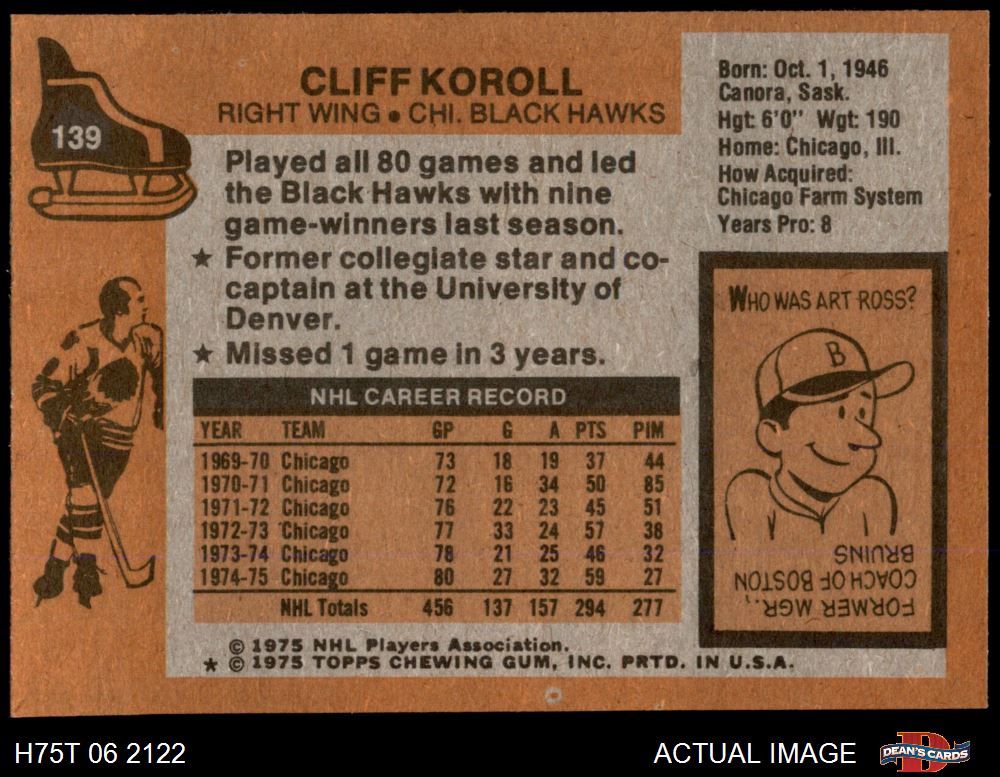 139
CLIFF KOROLL
RIGHT WING • CHI. BLACK HAWKS
Played all 80 games and led
the Black Hawks with nine
game-winners last season.
★ Former collegiate star and co-
captain at the University of
Denver.
★ Missed 1 game in 3 years.
Born: Oct. 1, 1946
Canora, Sask.
Hgt: 6'0" Wgt: 190
Home: Chicago, Ill.
How Acquired:
Chicago Farm System
Years Pro: 8
NHL CAREER RECORD
YEAR TEAM GP G A PTS PIM
1969-70 Chicago 73 18 19 37 44
1970-71 Chicago 72 16 34 50 85
1971-72 Chicago 76 22 23 45 51
1972-73 Chicago 77 33 24 57 38
1973-74 Chicago 78 21 25 46 32
1974-75 Chicago 80 27 32 59 27
NHL Totals 456 137 157 294 277
WHO WAS ART ROSS?
B
FORMER MGR.,
COACH OF BOSTON
BRUINS
© 1975 NHL Players Association.
★ © 1975 TOPPS CHEWING GUM, INC. PRTD. IN U.S.A.
H75T 06 2122
ACTUAL IMAGE
D
DEAN'S CARDS